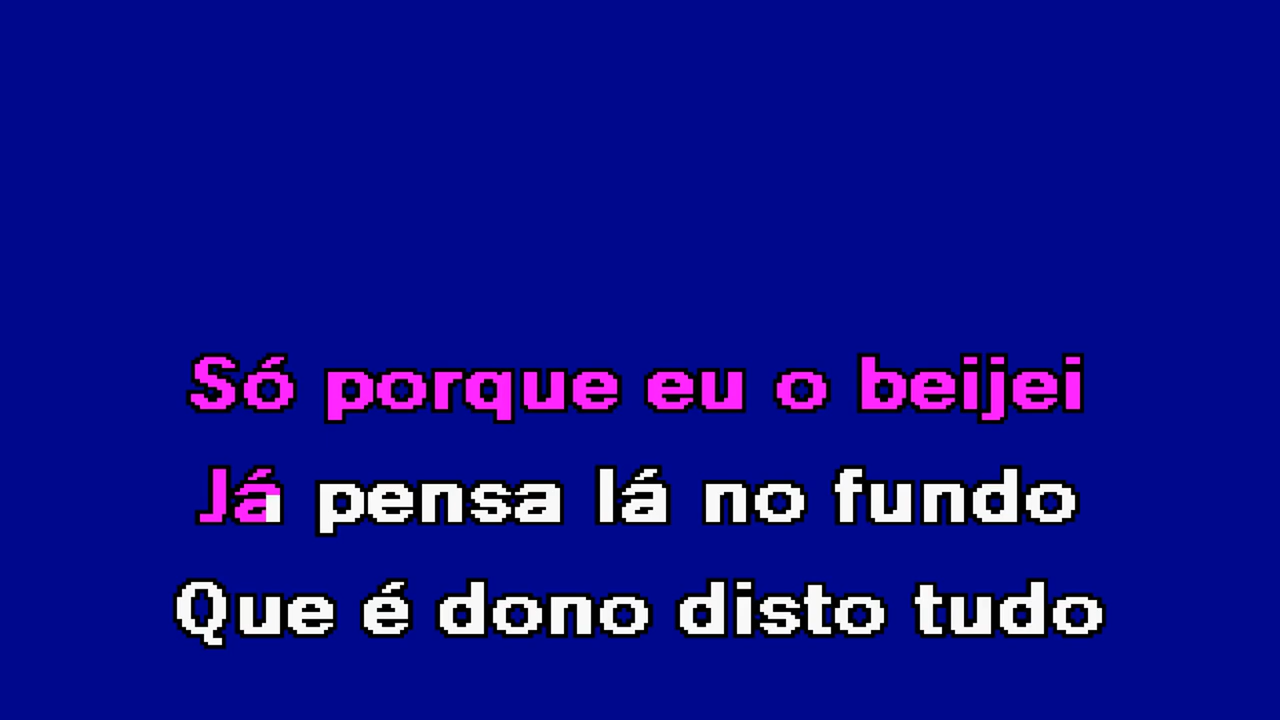 Só porque eu o beijei
Já pensa lá no fundo
Que é dono disto tudo